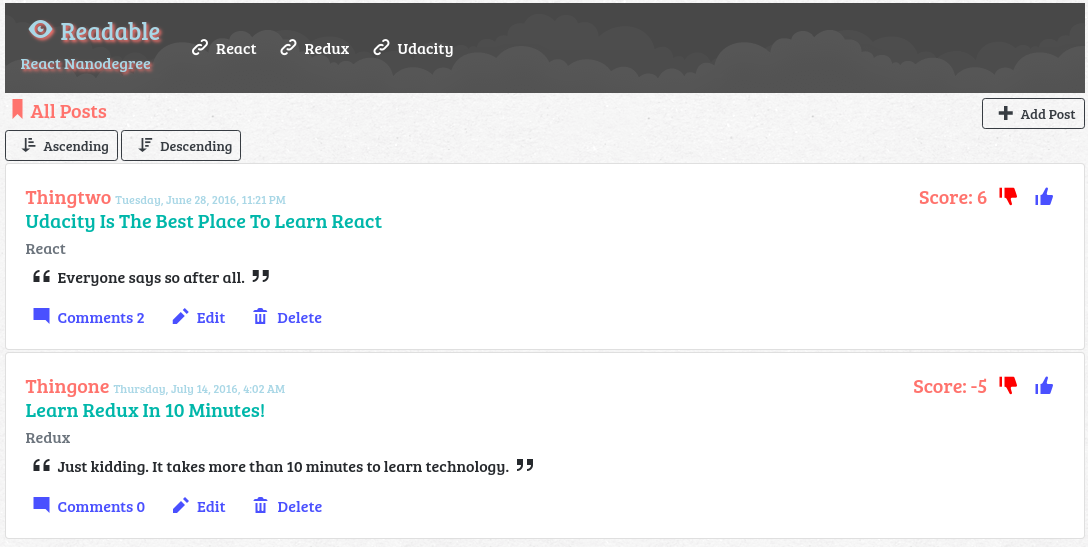 Readable
React Nanodegree
React Redux Udacity
All Posts
Add Post
Ascending Descending
Thingtwo Tuesday, June 28, 2016, 11:21 PM Score: 6
Udacity Is The Best Place To Learn React
React
“ Everyone says so after all. ”
Comments 2 Edit Delete
Thingone Thursday, July 14, 2016, 4:02 AM Score: -5
Learn Redux In 10 Minutes!
Redux
“ Just kidding. It takes more than 10 minutes to learn technology. ”
Comments 0 Edit Delete